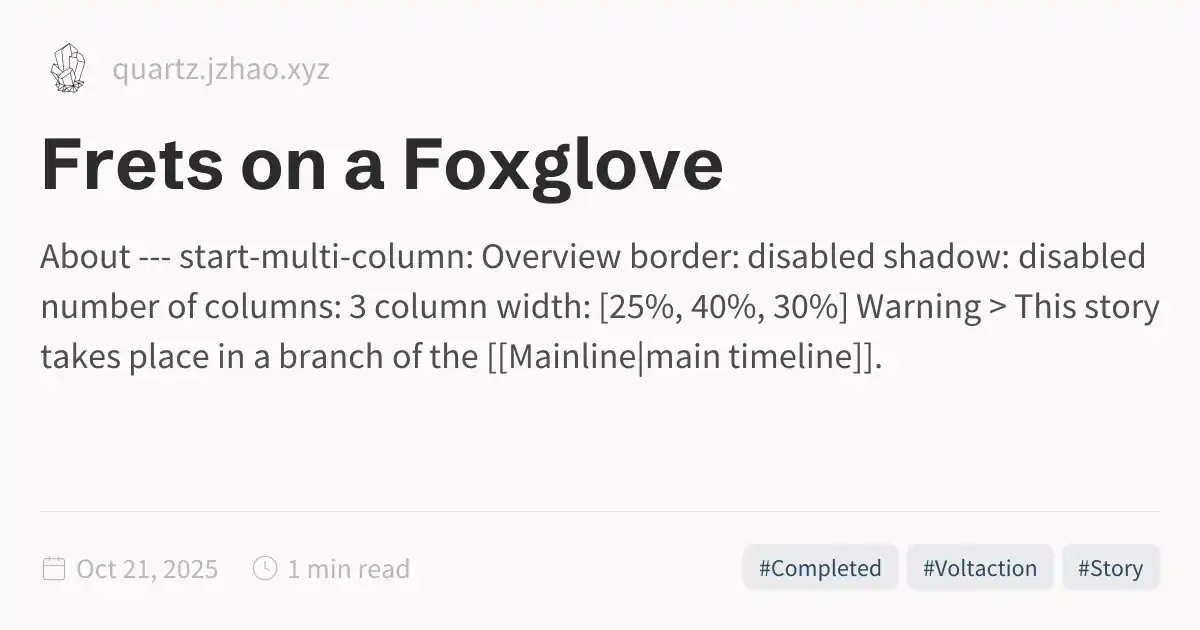 quartz.jzhao.xyz
Frets on a Foxglove
About --- start-multi-column: Overview border: disabled shadow: disabled
number of columns: 3 column width: [25%, 40%, 30%] Warning > This story
takes place in a branch of the [[Mainline|main timeline]].
Oct 21, 2025 1 min read #Completed #Voltaction #Story